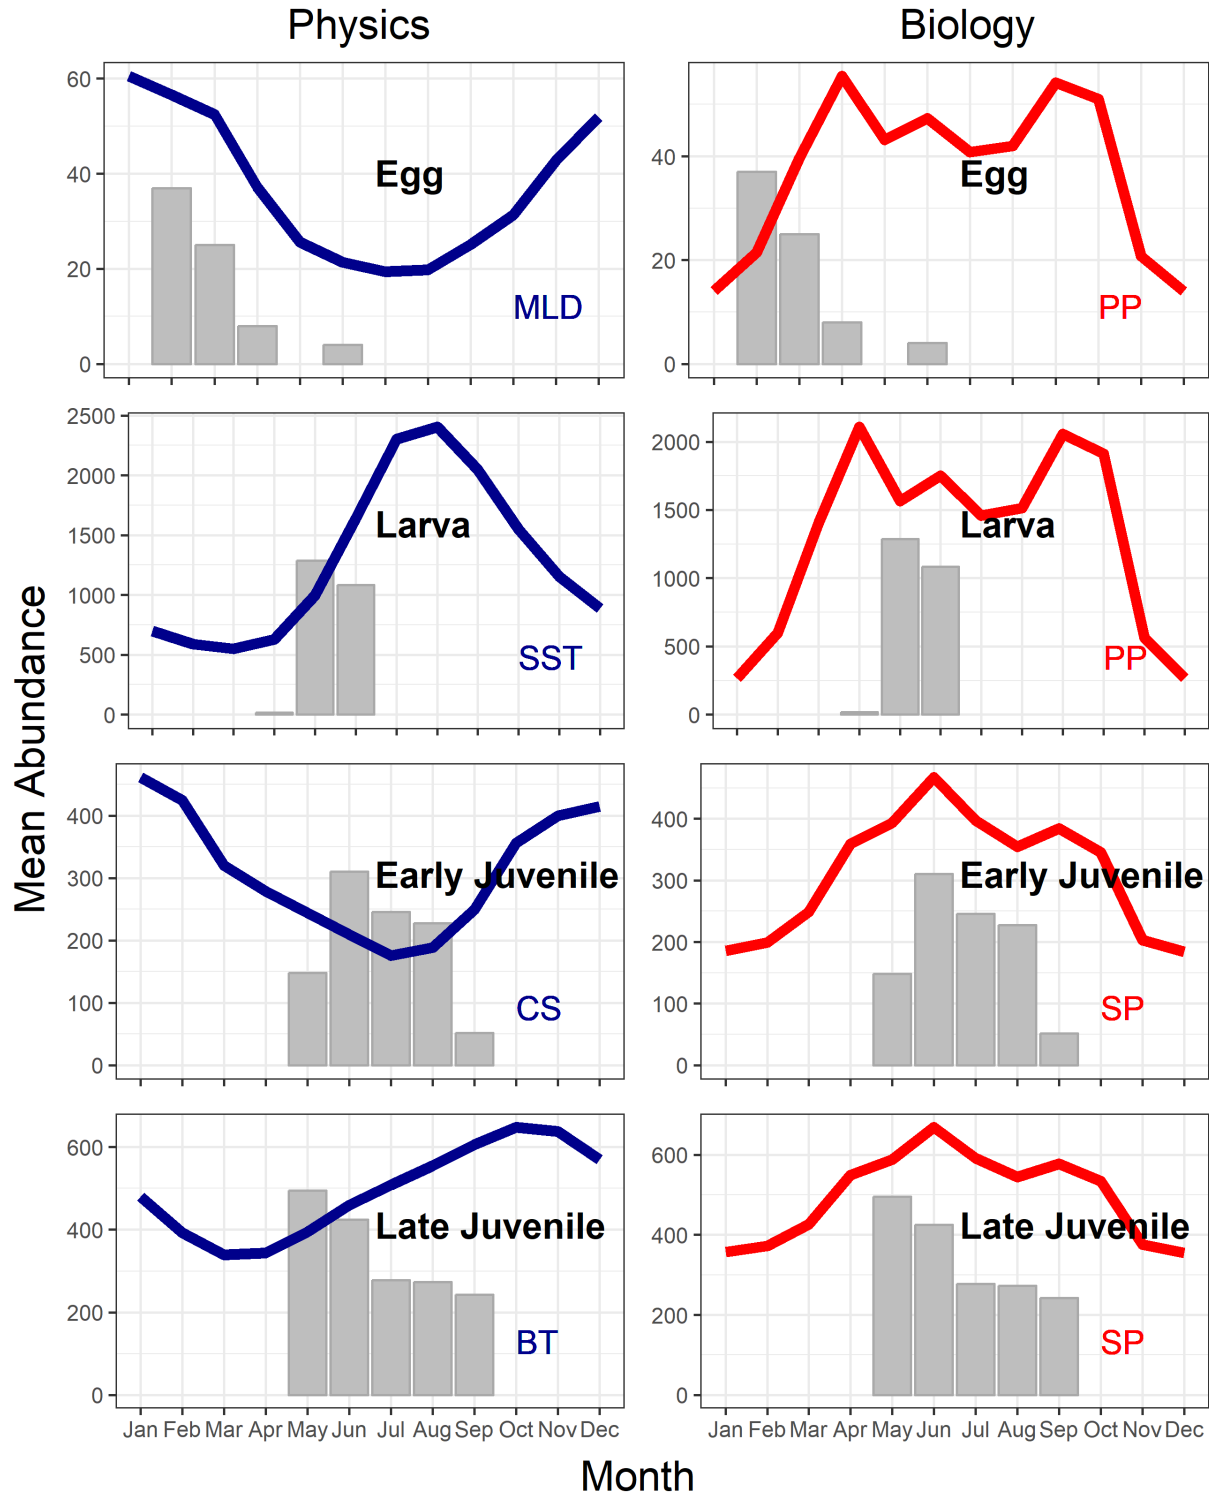 Physics
Biology
Mean Abundance
60
40
20
0
Egg
MLD
40
20
0
Egg
PP
2500
2000
1500
1000
500
0
Larva
SST
2000
1500
1000
500
0
Larva
PP
400
300
200
100
0
Early Juvenile
CS
400
300
200
100
0
Early Juvenile
SP
600
400
200
0
Late Juvenile
BT
Jan Feb Mar Apr May Jun Jul Aug Sep Oct Nov Dec
600
400
200
0
Late Juvenile
SP
Jan Feb Mar Apr May Jun Jul Aug Sep Oct Nov Dec
Month